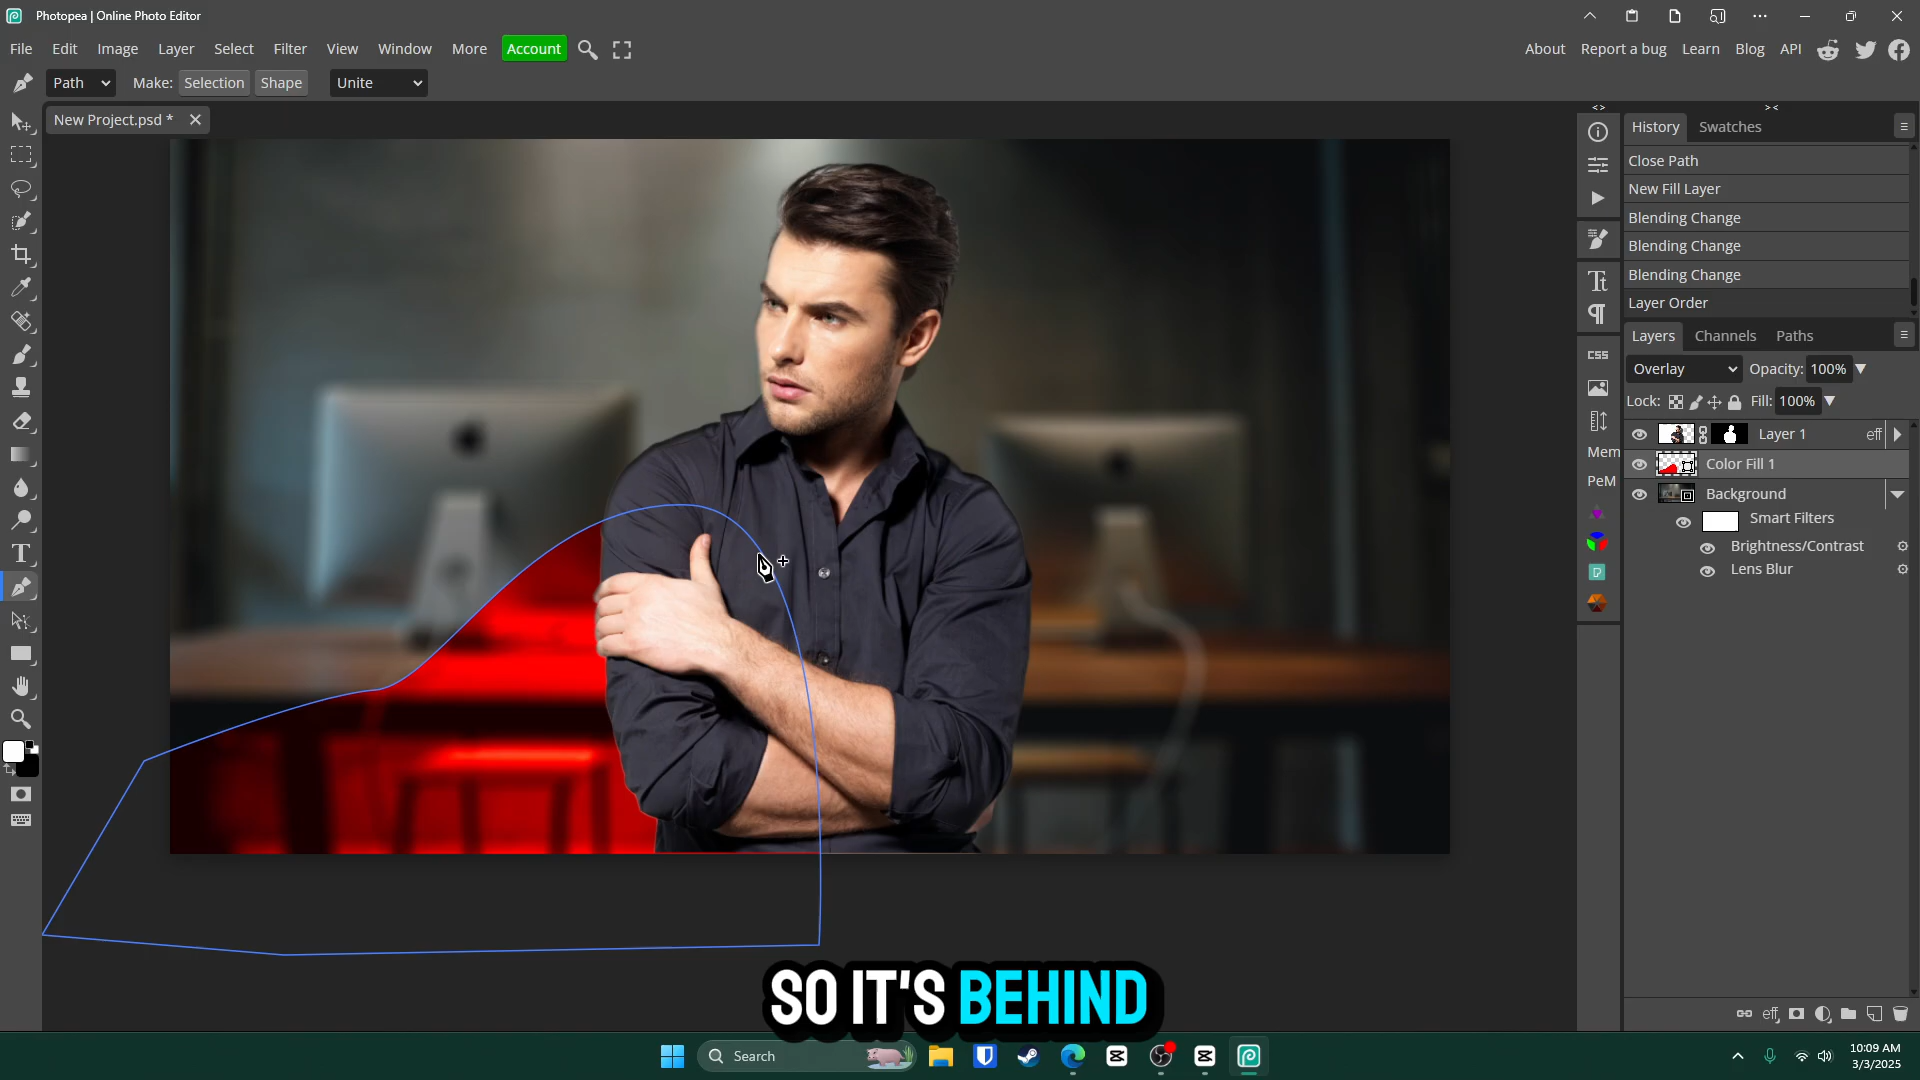 Photopea | Online Photo Editor
File Edit Image Layer Select Filter View Window More Account
About Report a bug Learn Blog API
Path Make: Selection Shape Unite
New Project.psd *
History Swatches
Close Path
New Fill Layer
Blending Change
Blending Change
Blending Change
Layer Order
Layers Channels Paths
Overlay Opacity: 100%
Lock: Fill: 100%
Layer 1 eff
Color Fill 1
Background
Smart Filters
Brightness/Contrast
Lens Blur
CSS
Mem
PeM
SO IT'S BEHIND
eff
Search
10:09 AM
3/3/2025